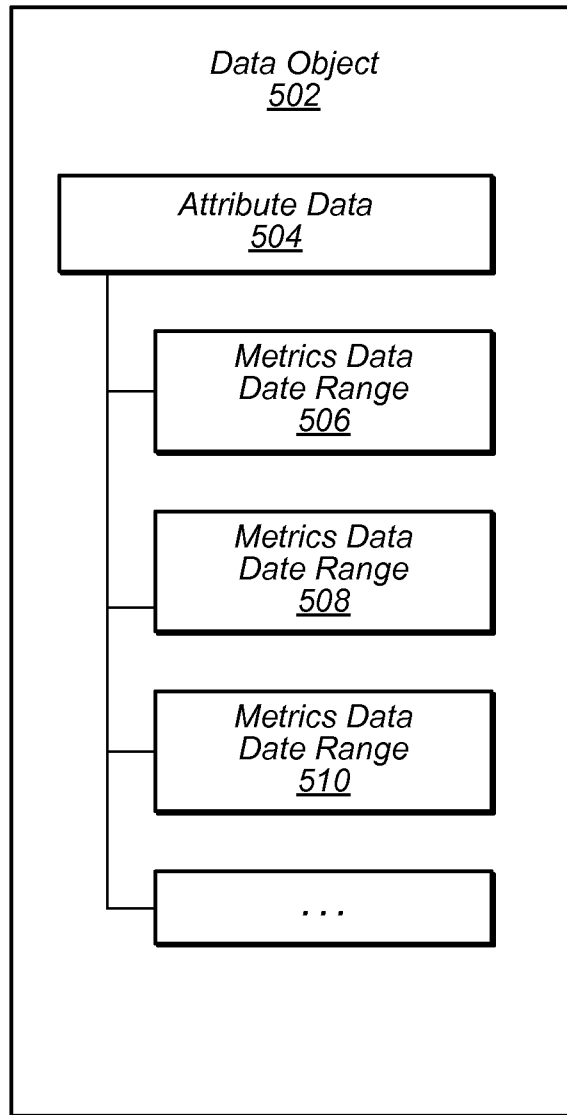 Data Object
502
Attribute Data
504
Metrics Data
Date Range
506
Metrics Data
Date Range
508
Metrics Data
Date Range
510
. . .